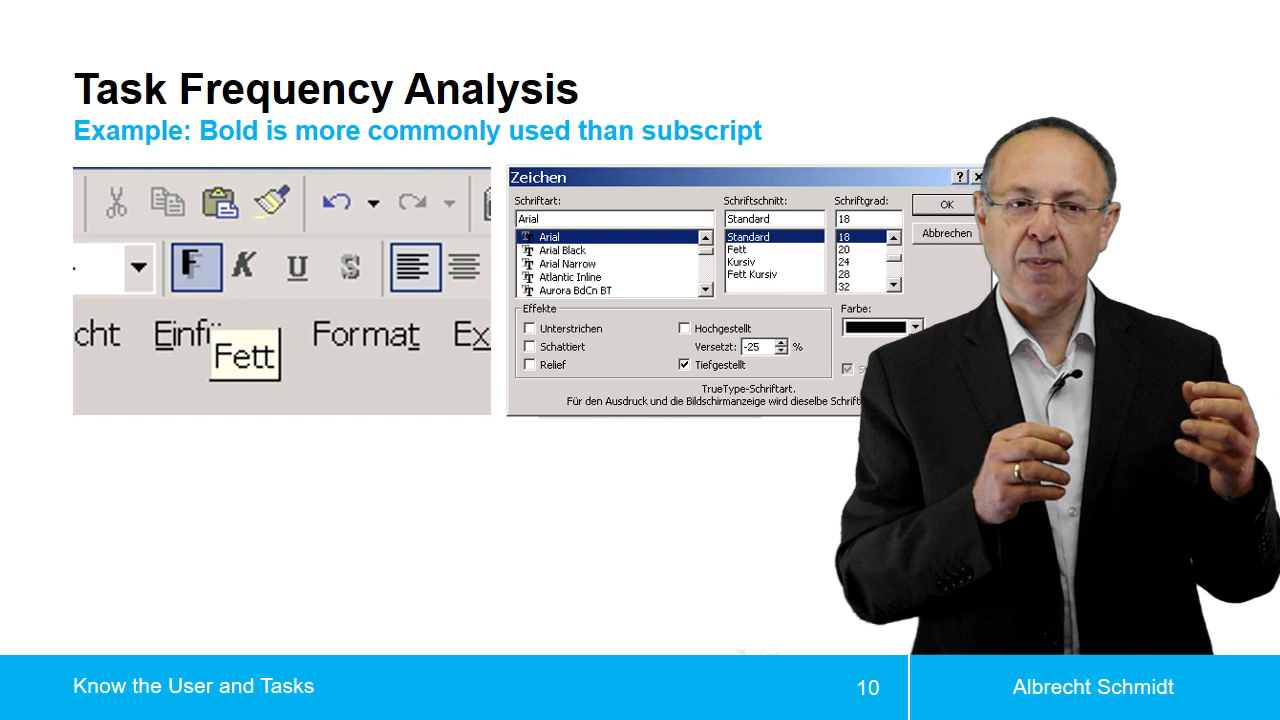 Task Frequency Analysis
Example: Bold is more commonly used than subscript
F K U S
cht Einfü Format Ex
Fett
Zeichen
Schriftart: Schriftschnitt: Schriftgrad:
Arial Standard 18 OK
Arial Standard 18
Arial Black Fett 20 Abbrechen
Arial Narrow Kursiv 24
Atlantic Inline Fett Kursiv 28
Aurora BdCn BT 32
Effekte Farbe:
Unterstrichen Hochgestellt
Schattiert Versetzt: -25 %
Relief Tiefgestellt
TrueType-Schriftart.
Für den Ausdruck und die Bildschirmanzeige wird dieselbe
Know the User and Tasks 10 Albrecht Schmidt